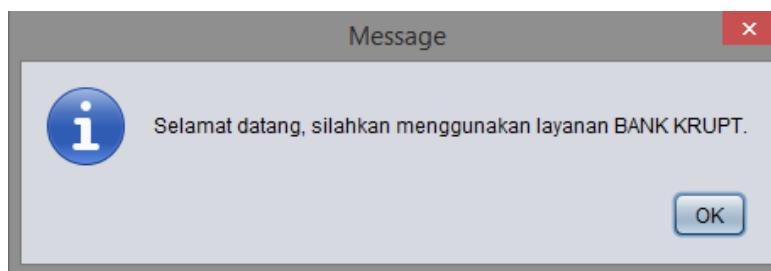 Message
Selamat datang, silahkan menggunakan layanan BANK KRUPT.
OK